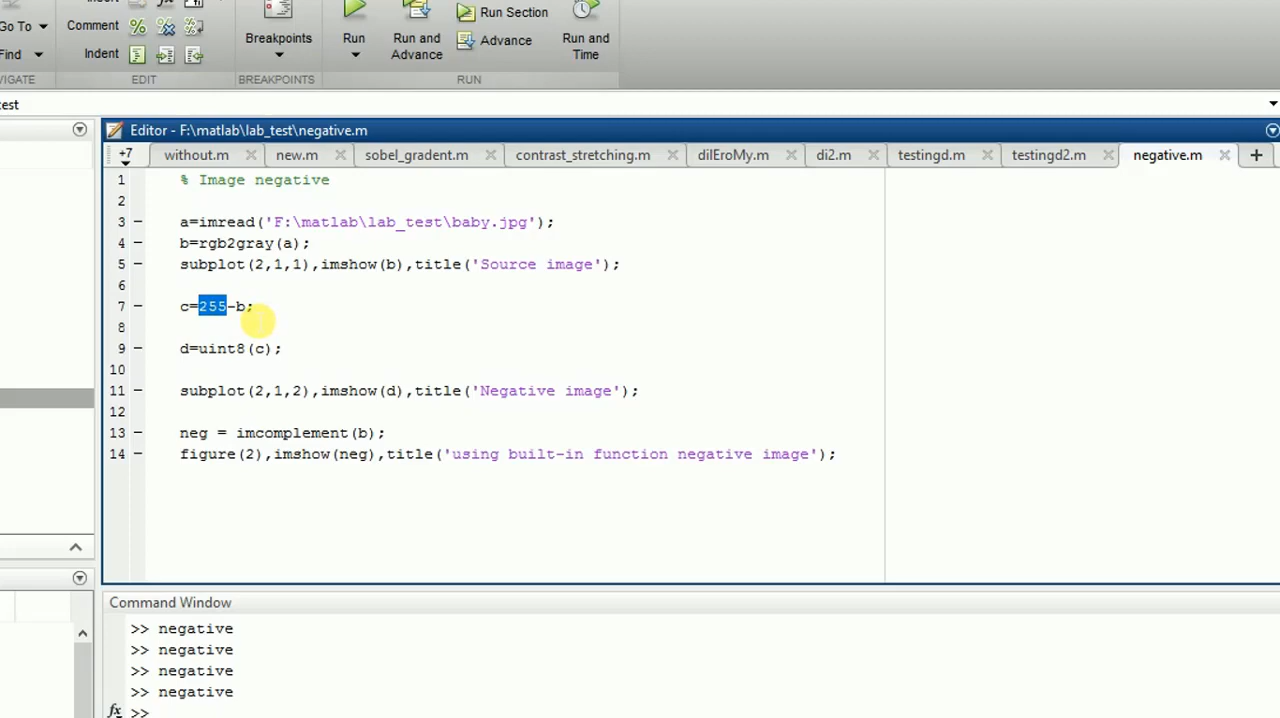 Go To
Comment
Breakpoints
Run
Run and Advance
Run Section
Advance
Run and Time
Find
Indent
EDIT
BREAKPOINTS
RUN
Editor - F:\matlab\lab_test\negative.m
+7 without.m new.m sobel_gradent.m contrast_stretching.m dilEroMy.m di2.m testingd.m testingd2.m negative.m
1 % Image negative
2
3 a=imread('F:\matlab\lab_test\baby.jpg');
4 b=rgb2gray(a);
5 subplot(2,1,1),imshow(b),title('Source image');
6
7 c=255-b;
8
9 d=uint8(c);
10
11 subplot(2,1,2),imshow(d),title('Negative image');
12
13 neg = imcomplement(b);
14 figure(2),imshow(neg),title('using built-in function negative image');
Command Window
>> negative
>> negative
>> negative
>> negative
fx >>